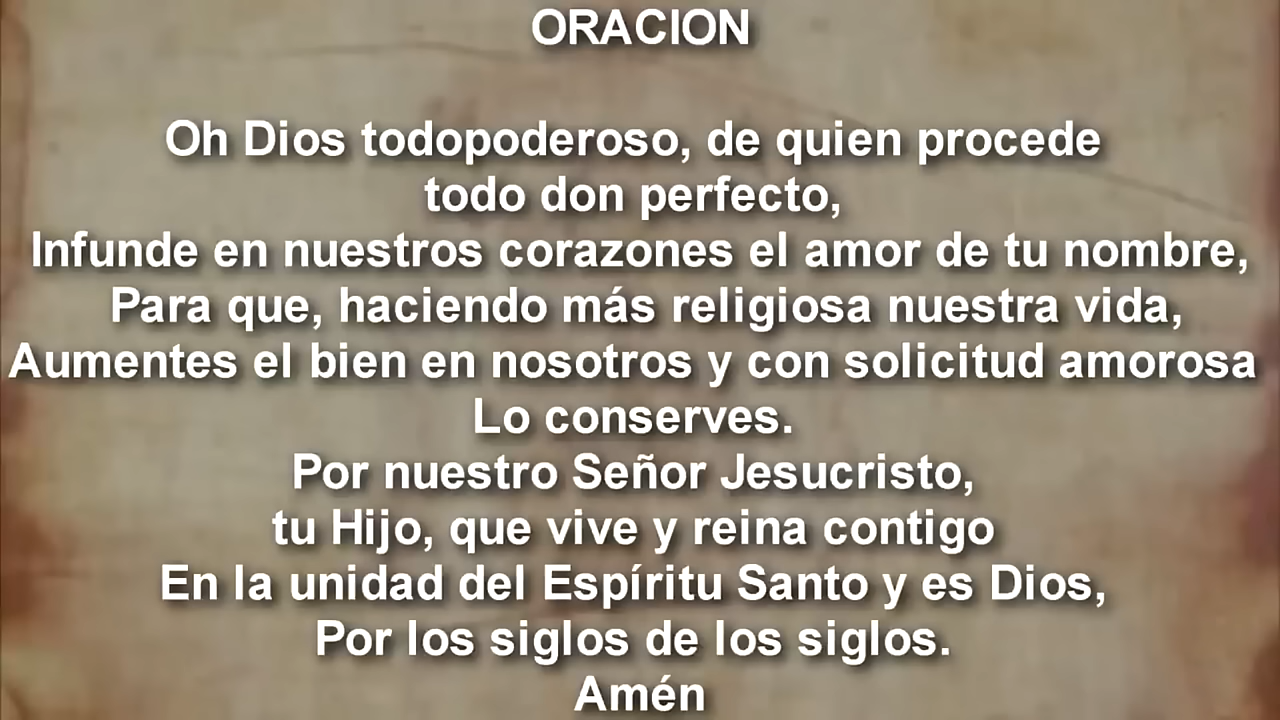 ORACION
Oh Dios todopoderoso, de quien procede
todo don perfecto,
Infunde en nuestros corazones el amor de tu nombre,
Para que, haciendo más religiosa nuestra vida,
Aumentes el bien en nosotros y con solicitud amorosa
Lo conserves.
Por nuestro Señor Jesucristo,
tu Hijo, que vive y reina contigo
En la unidad del Espíritu Santo y es Dios,
Por los siglos de los siglos.
Amén